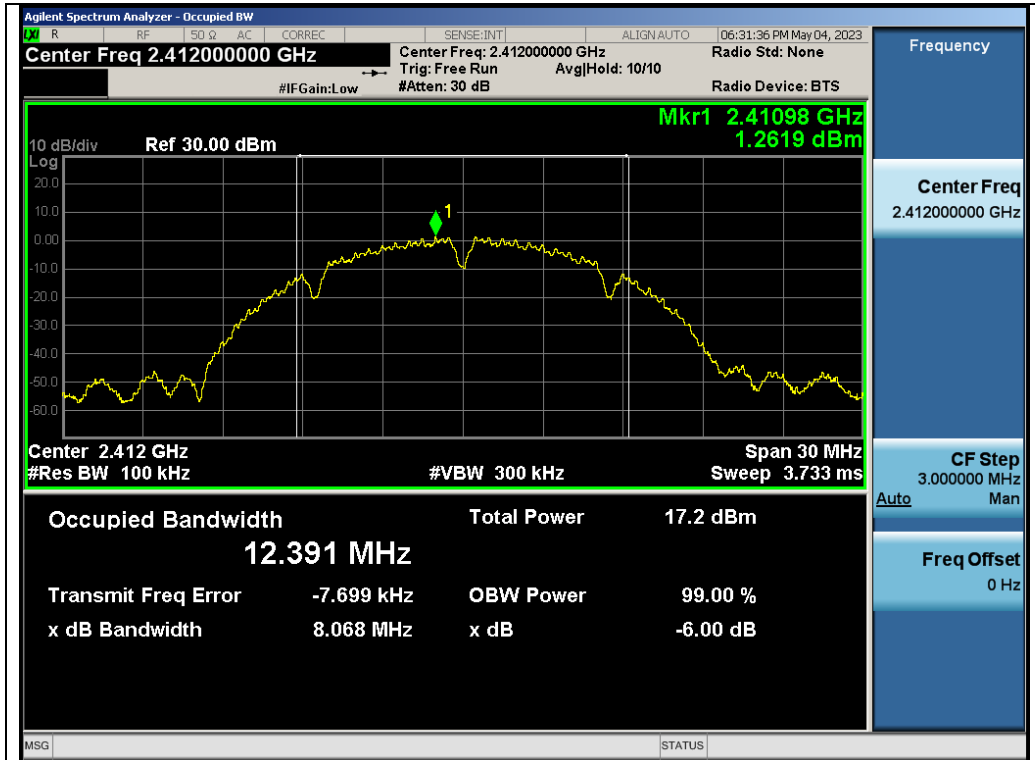 Agilent Spectrum Analyzer - Occupied BW
LXI R RF 50 Ω AC CORREC SENSE:INT ALIGN AUTO 06:31:36 PM May 04, 2023
Center Freq 2.412000000 GHz
Center Freq: 2.412000000 GHz
Radio Std: None
Trig: Free Run Avg|Hold: 10/10
#IFGain:Low
#Atten: 30 dB
Radio Device: BTS
Mkr1 2.41098 GHz
1.2619 dBm
10 dB/div Ref 30.00 dBm
Log
20.0
10.0
0.00
-10.0
-20.0
-30.0
-40.0
-50.0
-60.0
1
Center 2.412 GHz
Span 30 MHz
#Res BW 100 kHz
#VBW 300 kHz
Sweep 3.733 ms
Occupied Bandwidth
Total Power 17.2 dBm
12.391 MHz
Transmit Freq Error -7.699 kHz
OBW Power 99.00 %
x dB Bandwidth 8.068 MHz
x dB -6.00 dB
Frequency
Center Freq
2.412000000 GHz
CF Step
3.000000 MHz
Auto Man
Freq Offset
0 Hz
MSG
STATUS